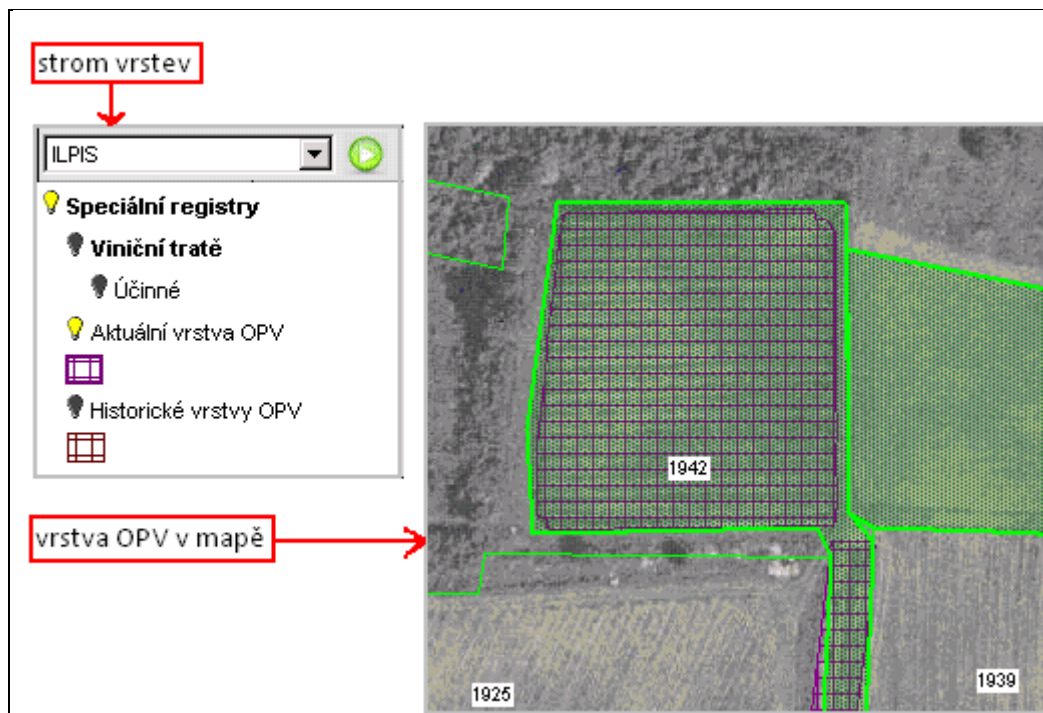 strom vrstev
ILPIS
Speciální registry
Viniční tratě
Účinné
Aktuální vrstva OPV
Historické vrstvy OPV
vrstva OPV v mapě
1942
1925
1939